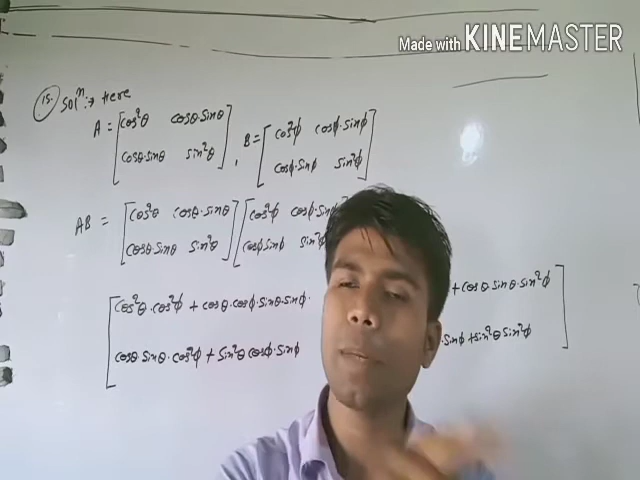 Made with KINEMASTER
15. Solⁿ:→ Here
A = [cos²θ cosθ·sinθ
cosθ·sinθ sin²θ] , B = [cos²ϕ cosϕ·sinϕ
cosϕ·sinϕ sin²ϕ]
AB = [cos²θ cosθ·sinθ
cosθ·sinθ sin²θ] [cos²ϕ cosϕ·sinϕ
cosϕ·sinϕ sin²ϕ
[cos²θ·cos²ϕ + cosθ·cosϕ·sinθ·sinϕ· + cosθ sinθ·sin²ϕ
cosθ sinθ·cos²ϕ + sin²θ cosϕ·sinϕ ·sinϕ + sin²θ sin²ϕ]